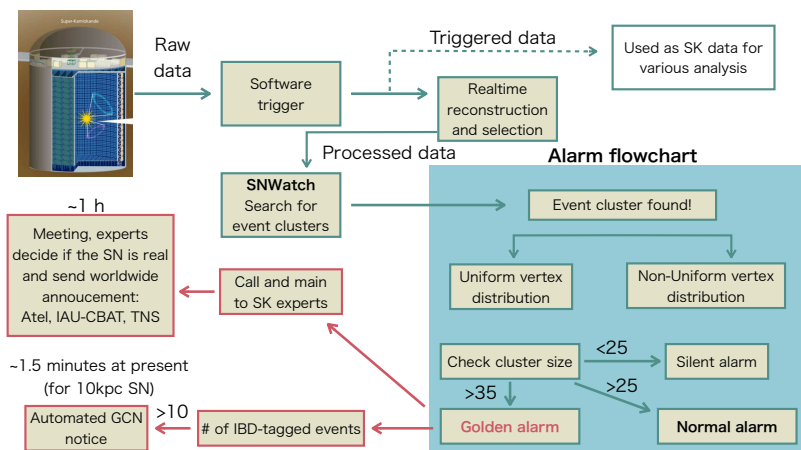 Super-Kamiokande
Raw
data
Software
trigger
Triggered data
Used as SK data for
various analysis
Realtime
reconstruction
and selection
Processed data
SNWatch
Search for
event clusters
Alarm flowchart
Event cluster found!
Uniform vertex
distribution
Non-Uniform vertex
distribution
Check cluster size
<25
Silent alarm
>35
>25
Golden alarm
Normal alarm
~1 h
Meeting, experts
decide if the SN is real
and send worldwide
annoucement:
Atel, IAU-CBAT, TNS
Call and main
to SK experts
~1.5 minutes at present
(for 10kpc SN)
Automated GCN
notice
>10
# of IBD-tagged events